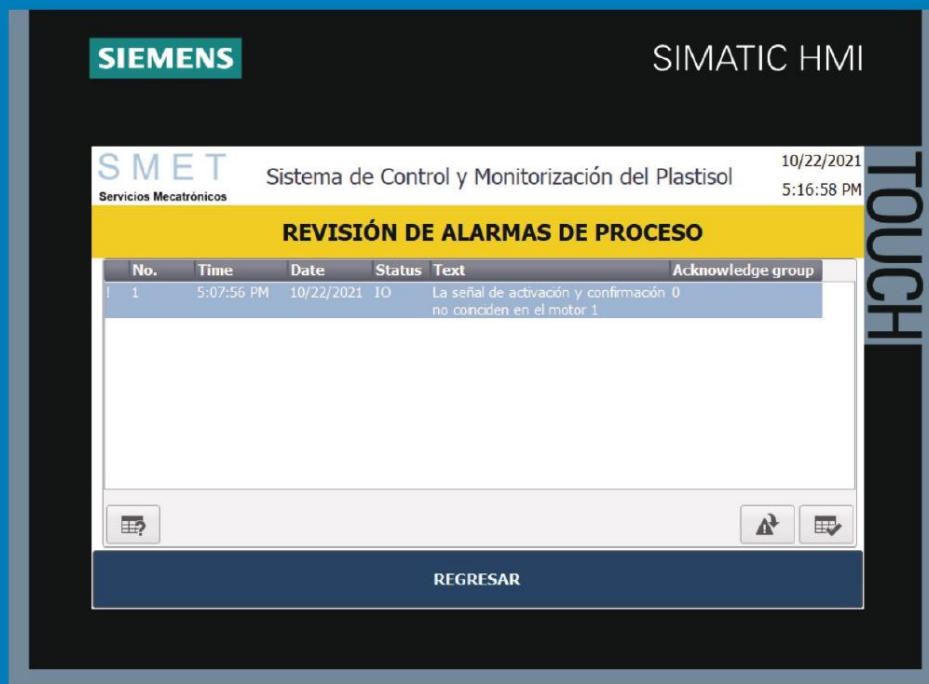 SIEMENS
SIMATIC HMI
TOUCH
SMET
Servicios Mecatrónicos
Sistema de Control y Monitorización del Plastisol
10/22/2021
5:16:58 PM
REVISIÓN DE ALARMAS DE PROCESO
No. Time Date Status Text Acknowledge group
! 1 5:07:56 PM 10/22/2021 IO La señal de activación y confirmación 0
no coinciden en el motor 1
REGRESAR